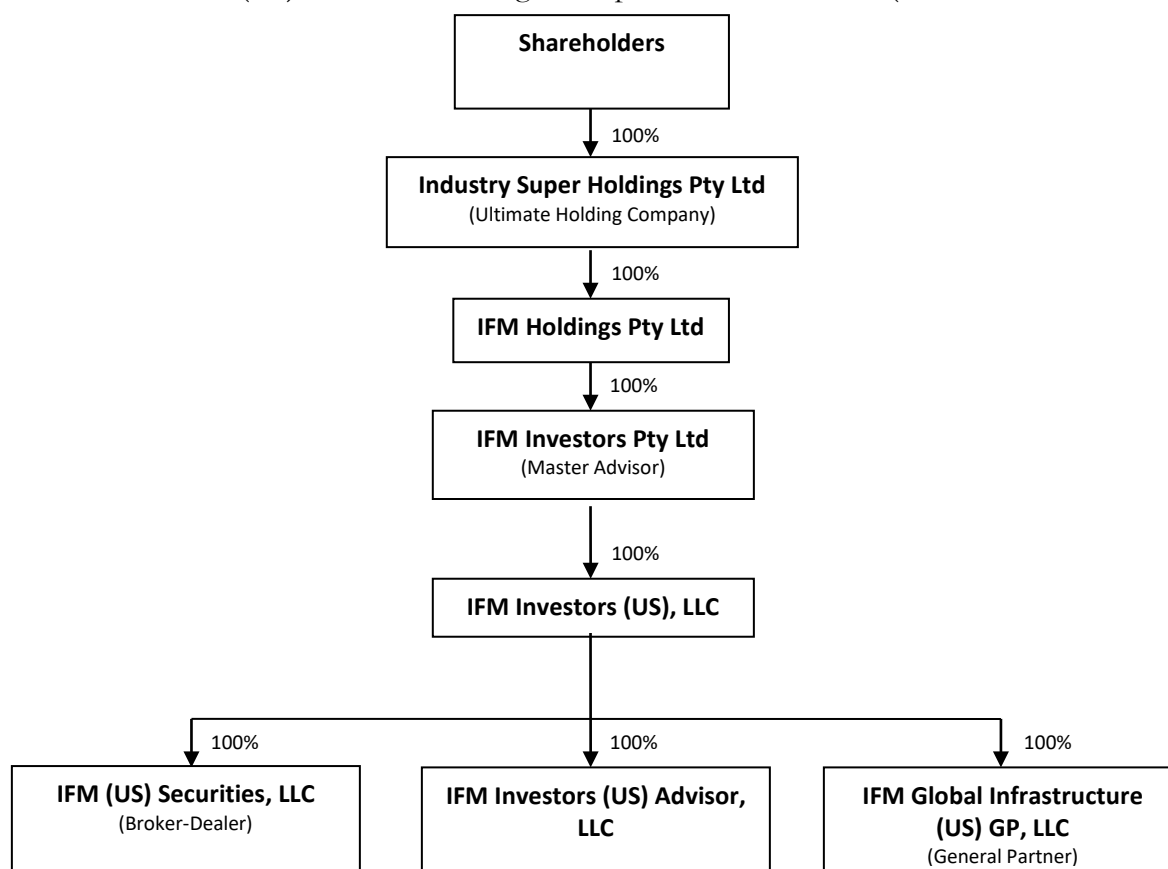 Shareholders
100%
Industry Super Holdings Pty Ltd
(Ultimate Holding Company)
100%
IFM Holdings Pty Ltd
100%
IFM Investors Pty Ltd
(Master Advisor)
100%
IFM Investors (US), LLC
100%
100%
100%
IFM (US) Securities, LLC
(Broker-Dealer)
IFM Investors (US) Advisor,
LLC
IFM Global Infrastructure
(US) GP, LLC
(General Partner)